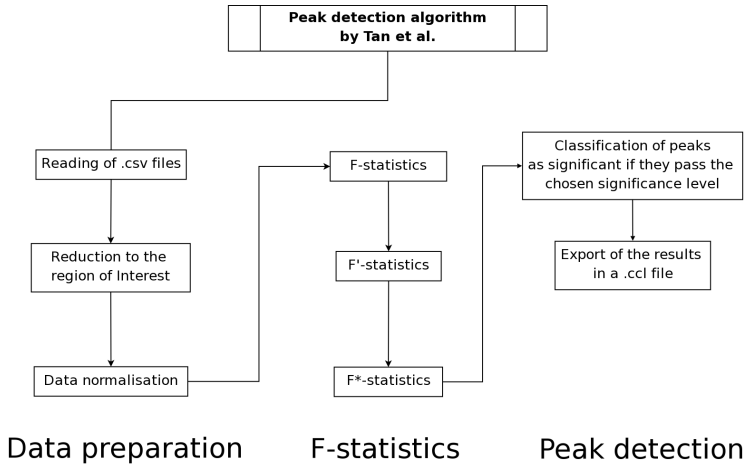 Peak detection algorithm
by Tan et al.
Reading of .csv files
Reduction to the
region of Interest
Data normalisation
Data preparation
F-statistics
F'-statistics
F*-statistics
F-statistics
Classification of peaks
as significant if they pass the
chosen significance level
Export of the results
in a .ccl file
Peak detection